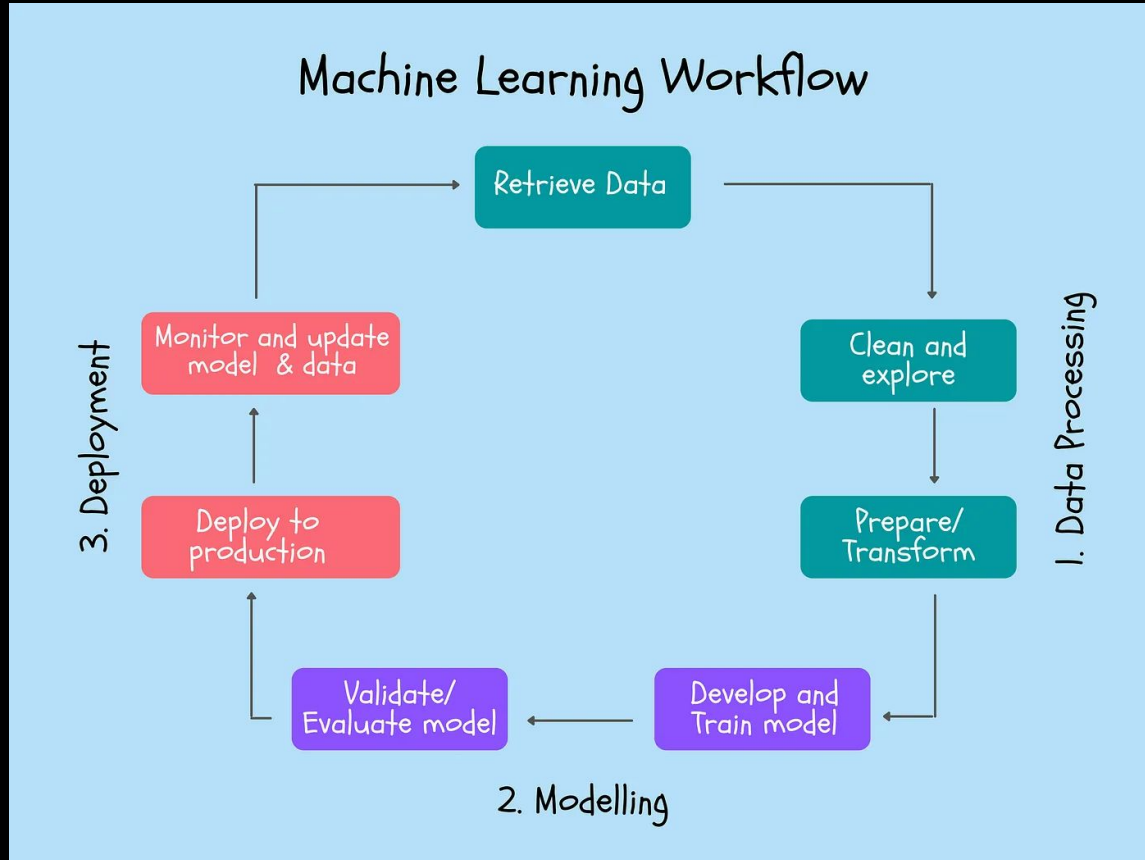 Machine Learning Workflow
Retrieve Data
Clean and
explore
1. Data Processing
Prepare/
Transform
Develop and
Train model
2. Modelling
Validate/
Evaluate model
Deploy to
production
3. Deployment
Monitor and update
model & data